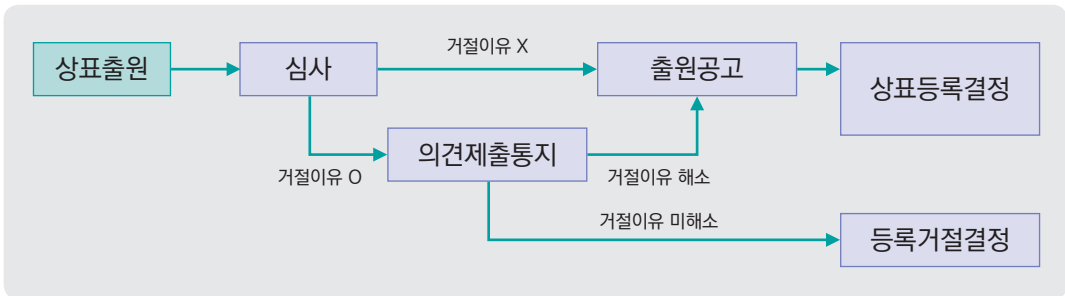 거절이유 X
상표출원
심사
출원공고
상표등록결정
의견제출통지
거절이유 O
거절이유 해소
거절이유 미해소
등록거절결정